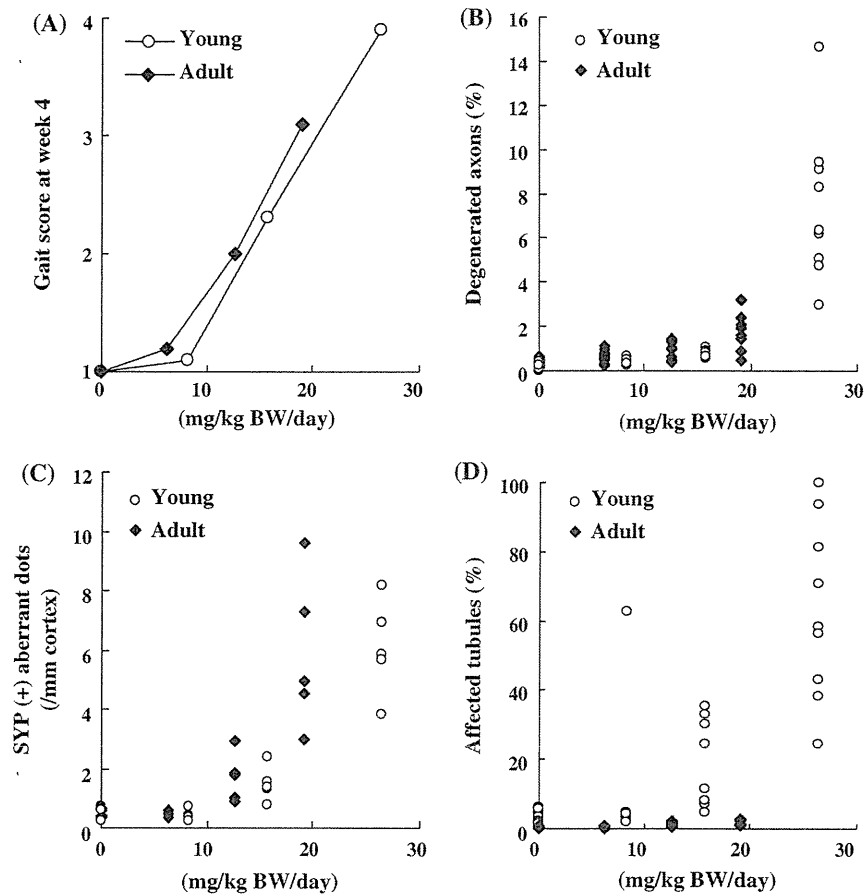 (A)
4
3
2
1
Gait score at week 4
Young
Adult
0
10
20
30
(mg/kg BW/day)
(B)
16
14
12
10
8
6
4
2
0
Degenerated axons (%)
Young
Adult
0
10
20
30
(mg/kg BW/day)
(C)
12
10
8
6
4
2
0
SYP (+) aberrant dots
(/mm cortex)
Young
Adult
0
10
20
30
(mg/kg BW/day)
(D)
100
80
60
40
20
0
Affected tubules (%)
Young
Adult
0
10
20
30
(mg/kg BW/day)